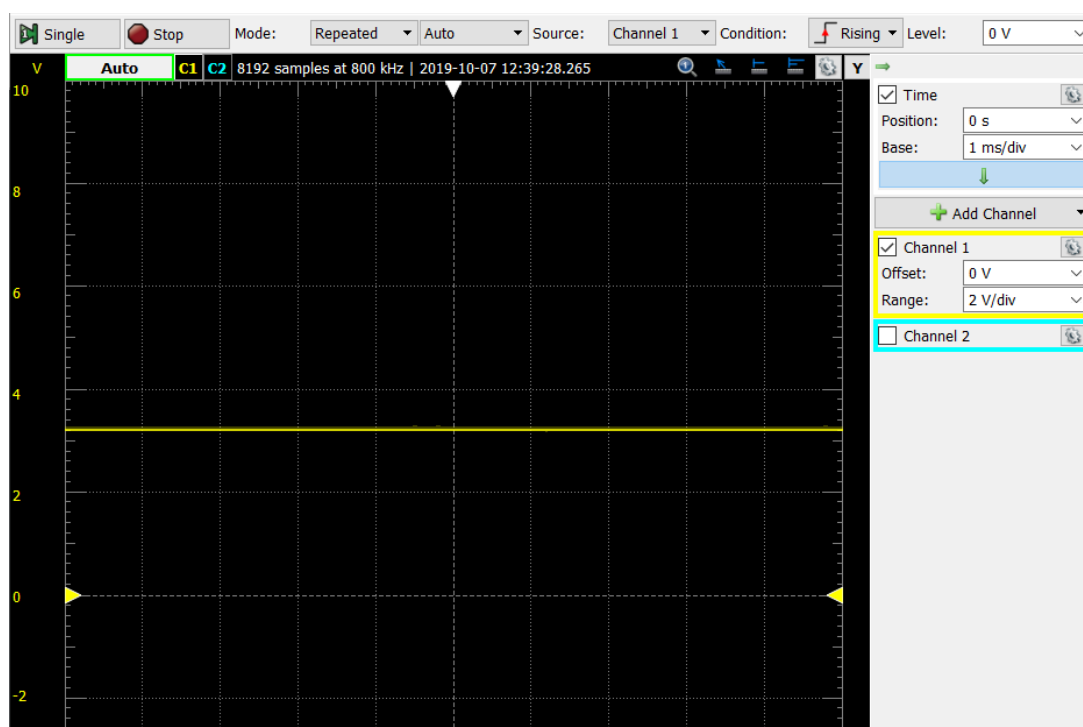 Single Stop Mode: Repeated Auto Source: Channel 1 Condition: Rising Level: 0 V
V Auto C1 C2 8192 samples at 800 kHz | 2019-10-07 12:39:28.265 Y
10
8
6
4
2
0
-2
Time
Position: 0 s
Base: 1 ms/div
Add Channel
Channel 1
Offset: 0 V
Range: 2 V/div
Channel 2